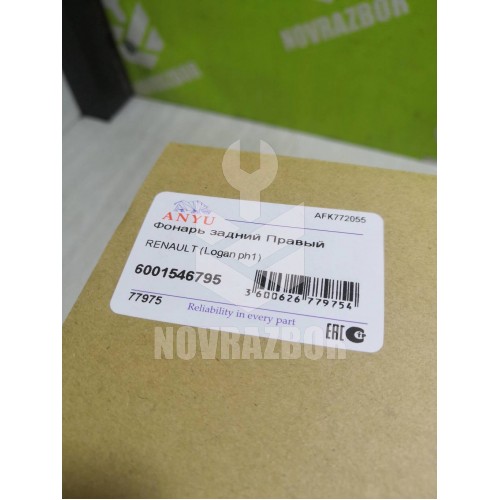 NOVRAZBOR
ANYU
AFK772055
Фонарь задний Правый
RENAULT (Logan ph1)
6001546795
3 600626 779754
77975
Reliability in every part
EAC
NOVRAZBOR